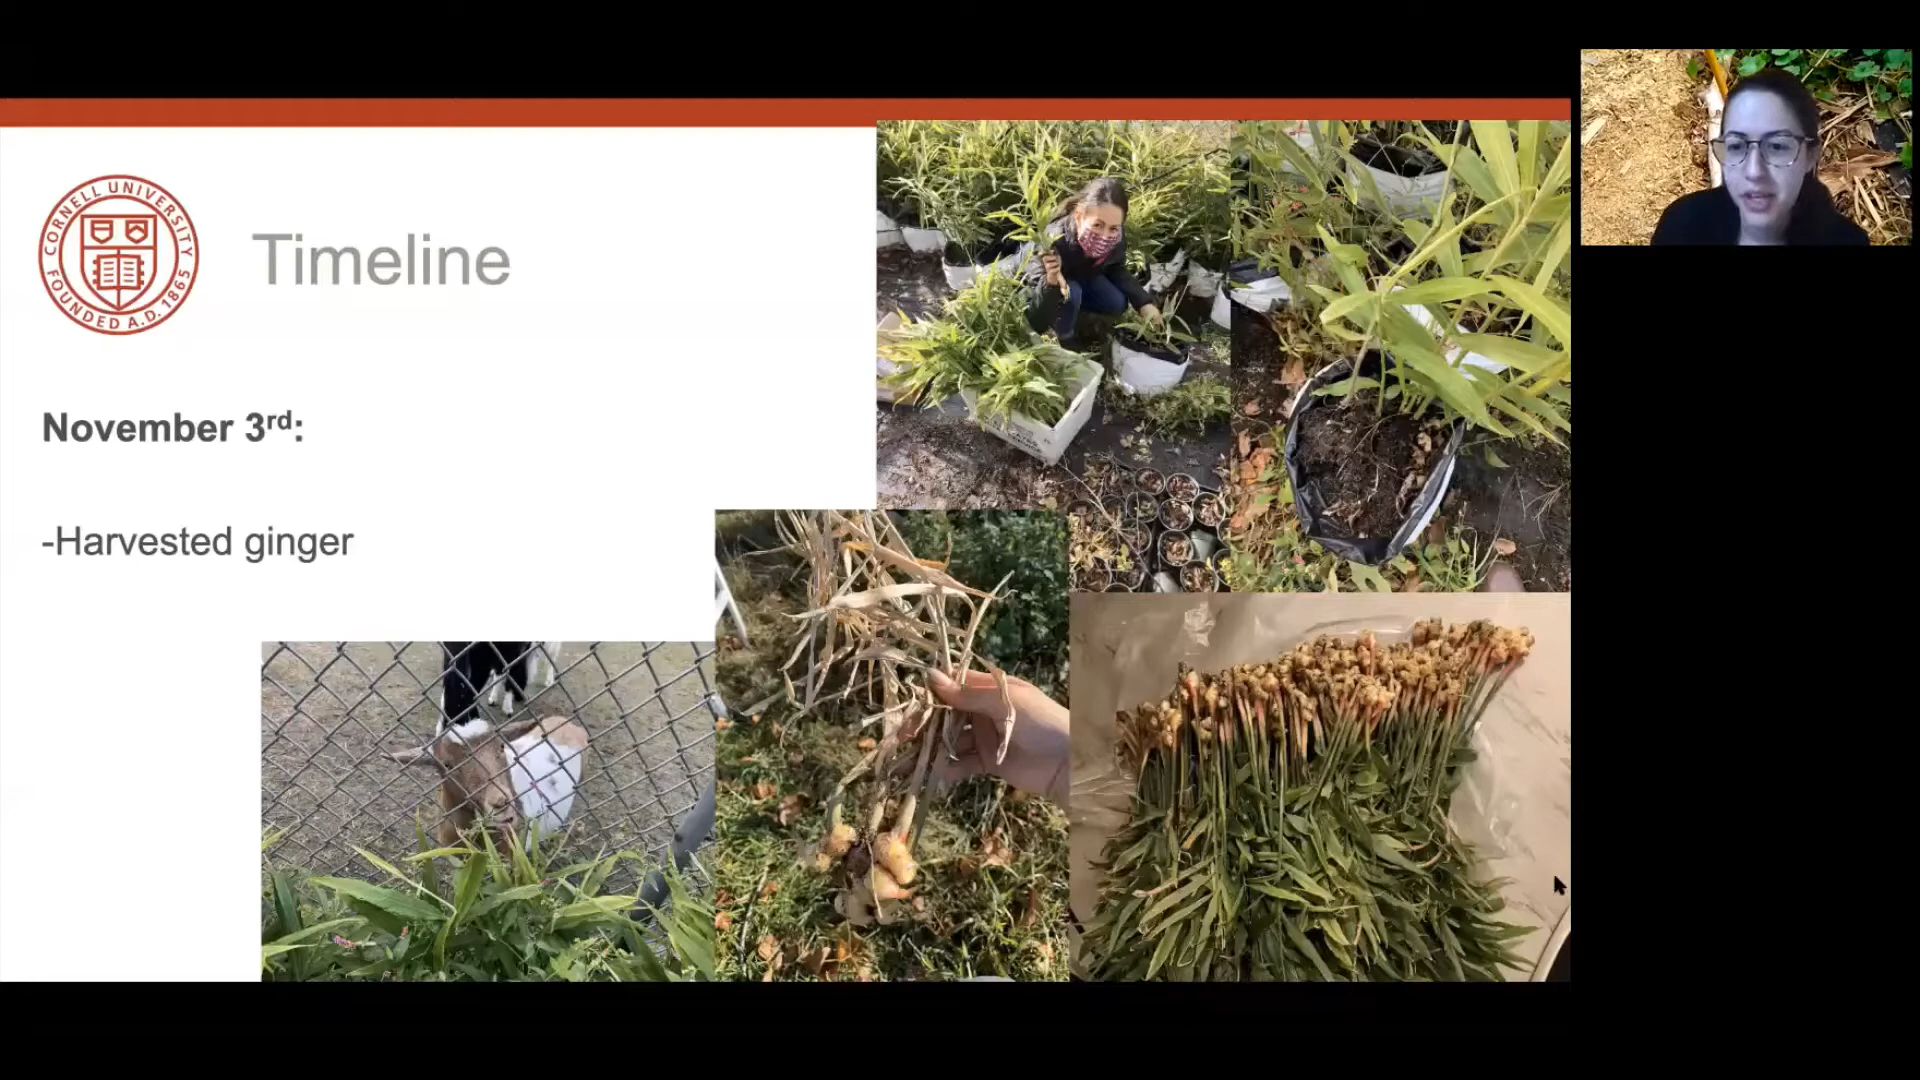 CORNELL UNIVERSITY
FOUNDED A.D. 1865
Timeline
November 3rd:
-Harvested ginger